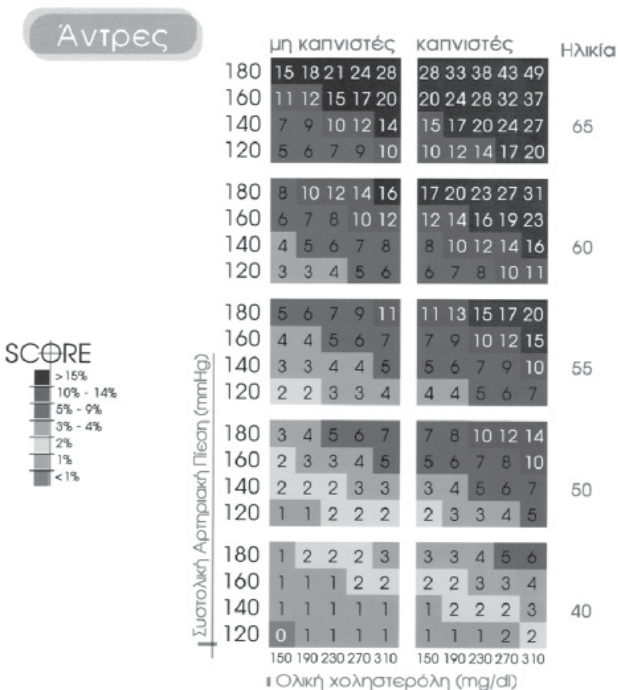 Άντρες
μη καπνιστές καπνιστές Ηλικία
180 15 18 21 24 28 28 33 38 43 49
160 11 12 15 17 20 20 24 28 32 37
140 7 9 10 12 14 15 17 20 24 27 65
120 5 6 7 9 10 10 12 14 17 20
180 8 10 12 14 16 17 20 23 27 31
160 6 7 8 10 12 12 14 16 19 23
140 4 5 6 7 8 8 10 12 14 16 60
120 3 3 4 5 6 6 7 8 10 11
180 5 6 7 9 11 11 13 15 17 20
160 4 4 5 6 7 7 9 10 12 15
140 3 3 4 4 5 5 6 7 9 10 55
120 2 2 3 3 4 4 4 5 6 7
180 3 4 5 6 7 7 8 10 12 14
160 2 3 3 4 5 5 6 7 8 10
140 2 2 2 3 3 3 4 5 6 7 50
120 1 1 2 2 2 2 3 3 4 5
180 1 2 2 2 3 3 3 4 5 6
160 1 1 1 2 2 2 2 3 3 4
140 1 1 1 1 1 1 2 2 2 3 40
120 0 1 1 1 1 1 1 1 2 2
150 190 230 270 310 150 190 230 270 310
Ολική χοληστερόλη (mg/dl)
Συστολική Αρτηριακή Πίεση (mmHg)
SCORE
>15%
10% - 14%
5% - 9%
3% - 4%
2%
1%
<1%